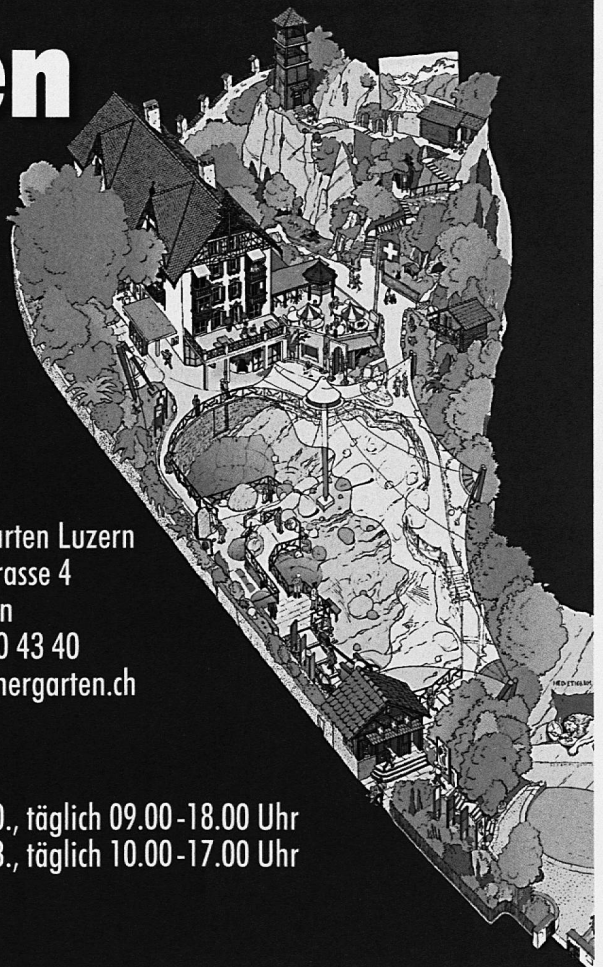 en
arten Luzern
rasse 4
n
0 43 40
hergarten.ch
0., täglich 09.00-18.00 Uhr
3., täglich 10.00-17.00 Uhr